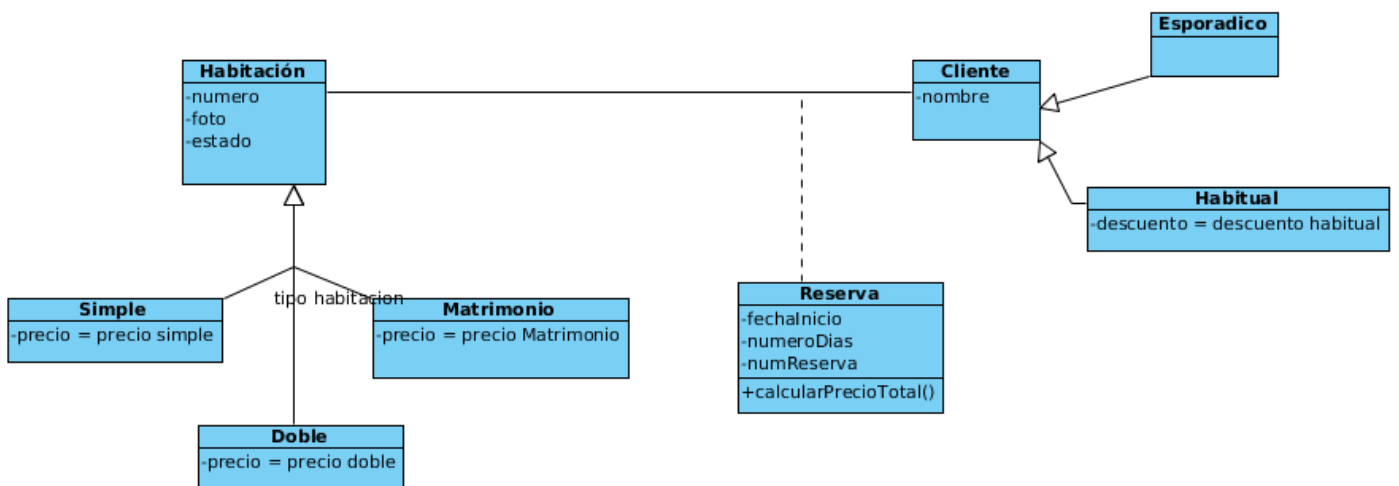 Esporadico
Habitación
-numero
-foto
-estado
Cliente
-nombre
Habitual
-descuento = descuento habitual
tipo habitacion
Simple
-precio = precio simple
Matrimonio
-precio = precio Matrimonio
Reserva
-fechaInicio
-numeroDias
-numReserva
+calcularPrecioTotal()
Doble
-precio = precio doble